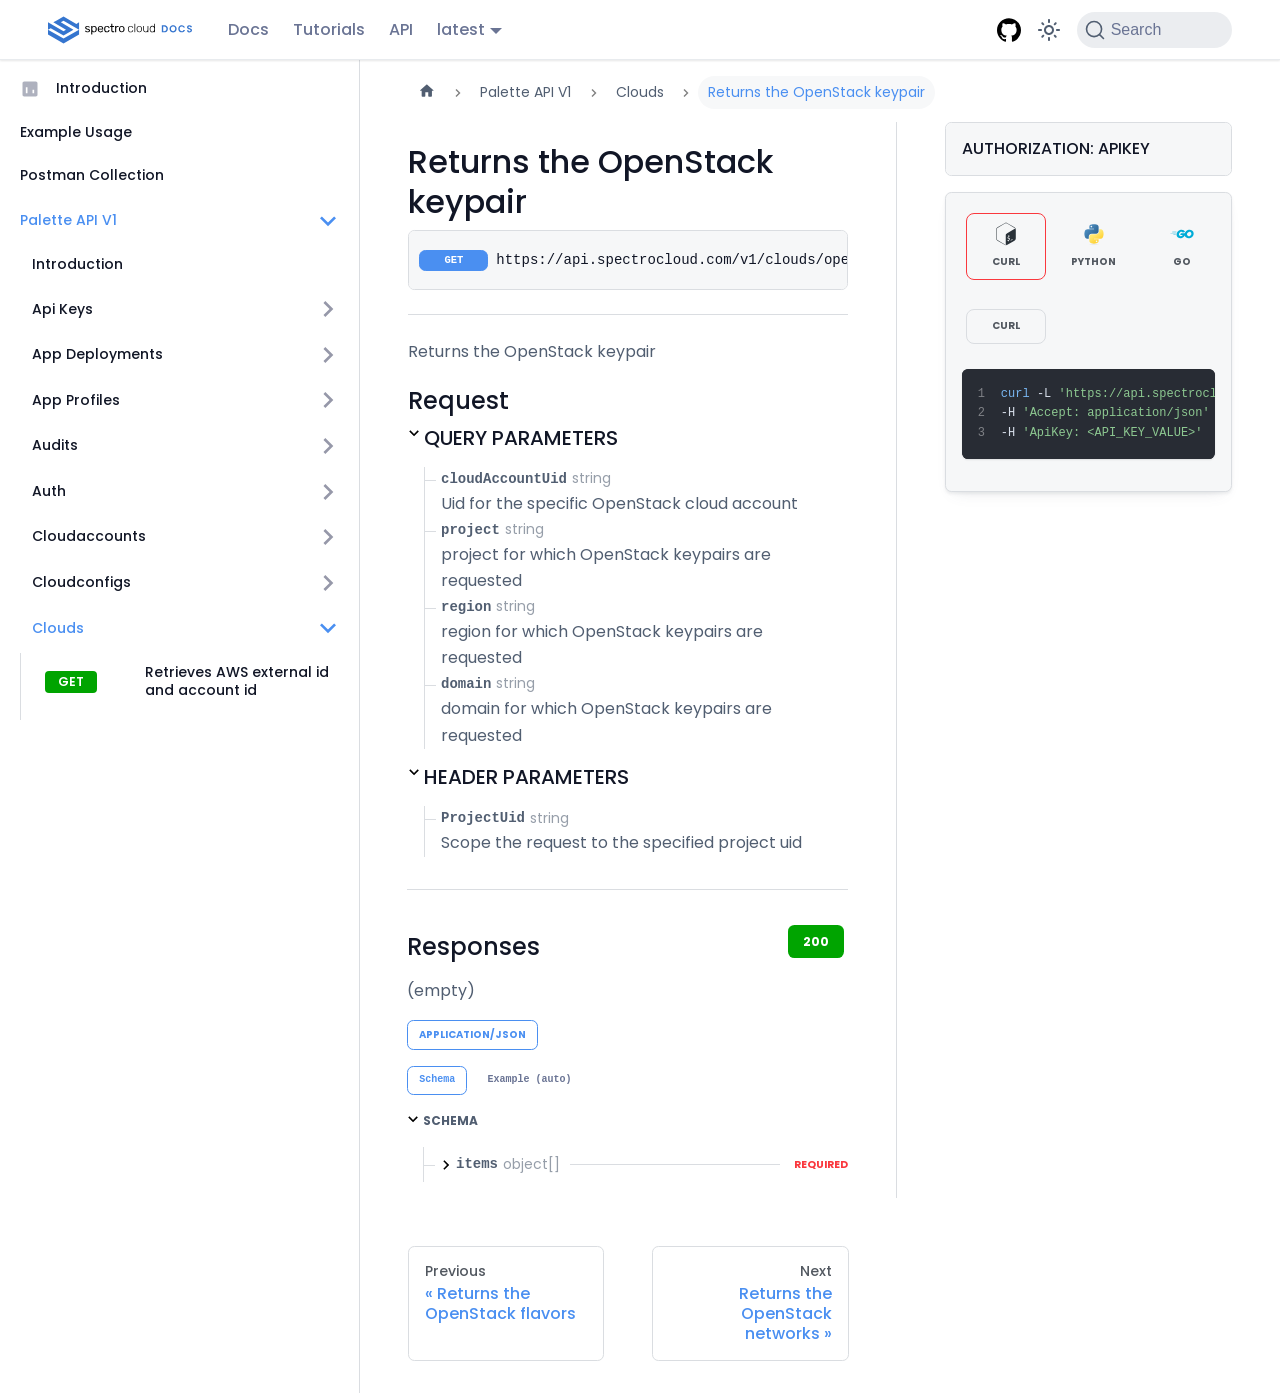 spectro cloud DOCS
Docs
Tutorials
API
latest
Search
Introduction
Example Usage
Postman Collection
Palette API V1
Introduction
Api Keys
App Deployments
App Profiles
Audits
Auth
Cloudaccounts
Cloudconfigs
Clouds
GET
Retrieves AWS external id
and account id
Palette API V1
Clouds
Returns the OpenStack keypair
Returns the OpenStack
keypair
GET https://api.spectrocloud.com/v1/clouds/ope
Returns the OpenStack keypair
Request
QUERY PARAMETERS
cloudAccountUid string
Uid for the specific OpenStack cloud account
project string
project for which OpenStack keypairs are
requested
region string
region for which OpenStack keypairs are
requested
domain string
domain for which OpenStack keypairs are
requested
HEADER PARAMETERS
ProjectUid string
Scope the request to the specified project uid
Responses
200
(empty)
APPLICATION/JSON
Schema
Example (auto)
SCHEMA
items object[]
REQUIRED
Previous
« Returns the
OpenStack flavors
Next
Returns the
OpenStack
networks »
AUTHORIZATION: APIKEY
CURL
PYTHON
GO
CURL
1 curl -L 'https://api.spectrocl
2 -H 'Accept: application/json'
3 -H 'ApiKey: <API_KEY_VALUE>'